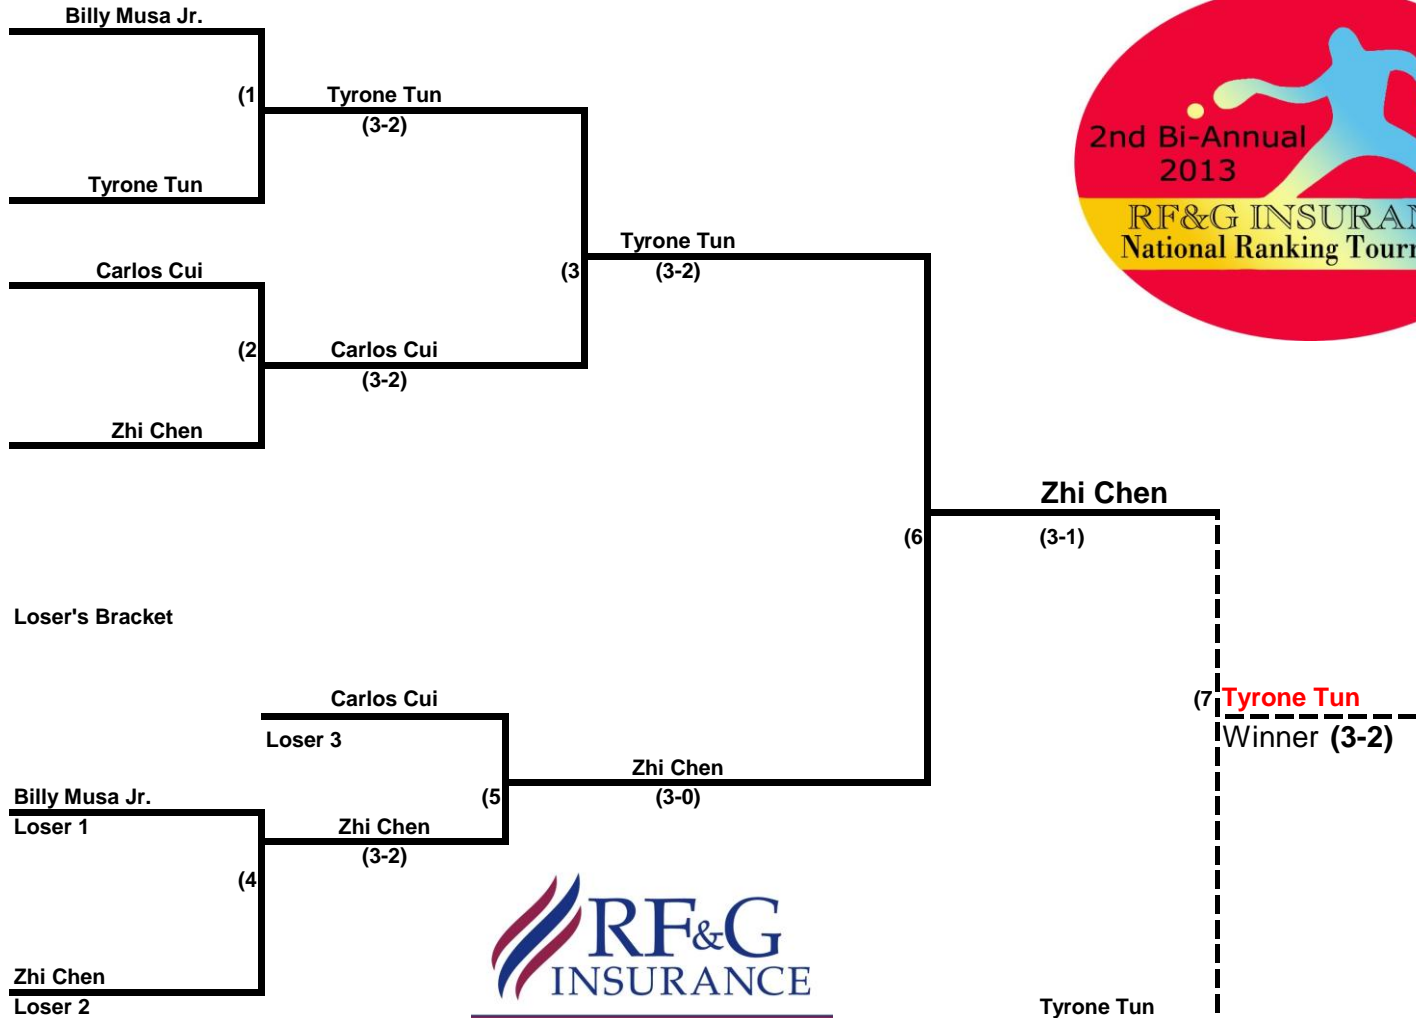 Billy Musa Jr.
(1
Tyrone Tun
(3-2)
Tyrone Tun
Carlos Cui
(2
Carlos Cui
(3-2)
Zhi Chen
(3
Tyrone Tun
(3-2)
2nd Bi-Annual
2013
RF&G INSURAN
National Ranking Tourn
Zhi Chen
(6
(3-1)
Loser's Bracket
Carlos Cui
Loser 3
(7
Tyrone Tun
Winner (3-2)
Zhi Chen
(5
(3-0)
Billy Musa Jr.
Loser 1
Zhi Chen
(3-2)
(4
Zhi Chen
Loser 2
RF&G
INSURANCE
Tyrone Tun